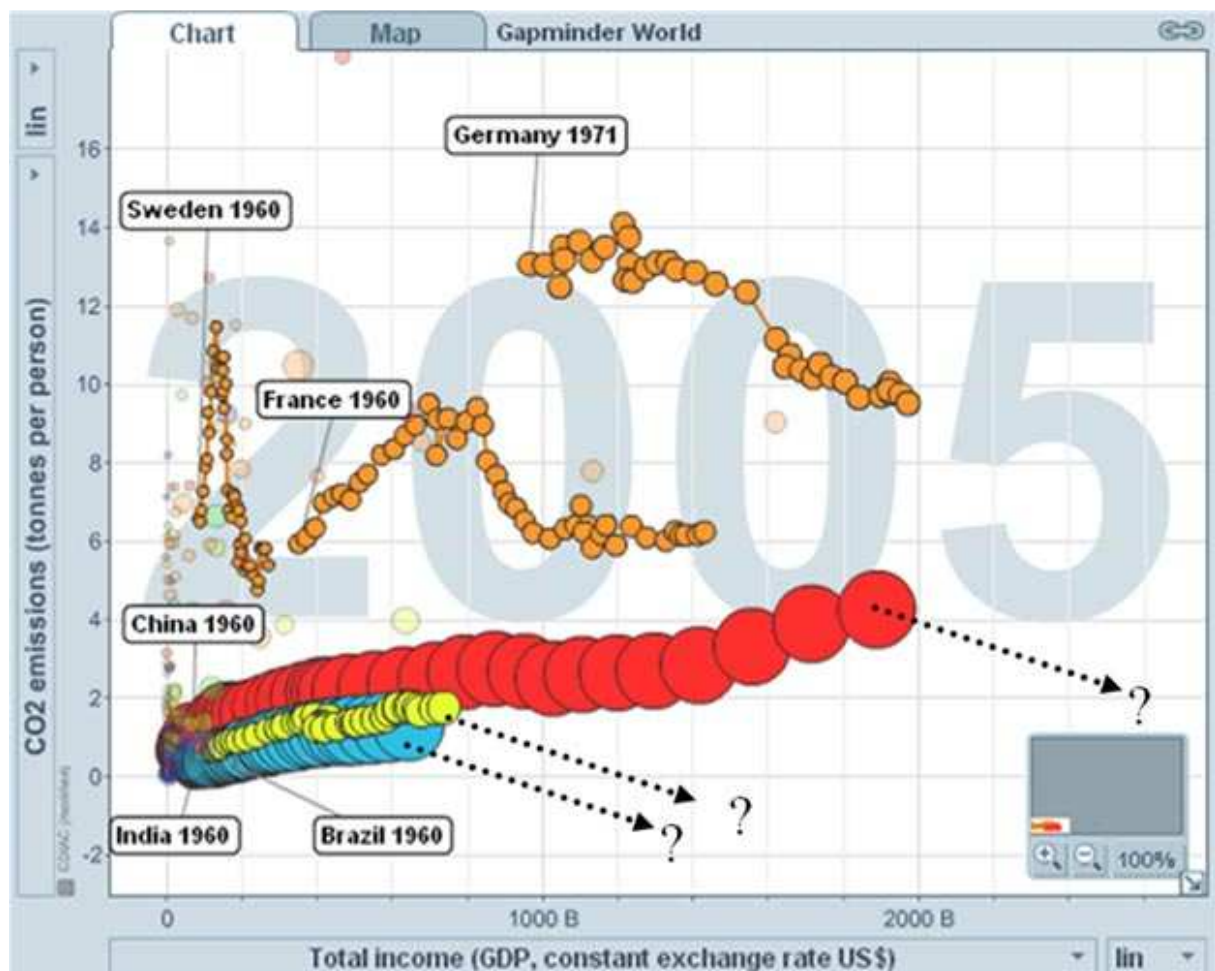 Chart
Map
Gapminder World
lin
CO2 emissions (tonnes per person)
2005
16
14
12
10
8
6
4
2
0
-2
Germany 1971
Sweden 1960
France 1960
China 1960
India 1960
Brazil 1960
?
?
?
100%
CDIAC
0
1000 B
2000 B
Total income (GDP, constant exchange rate US$)
lin